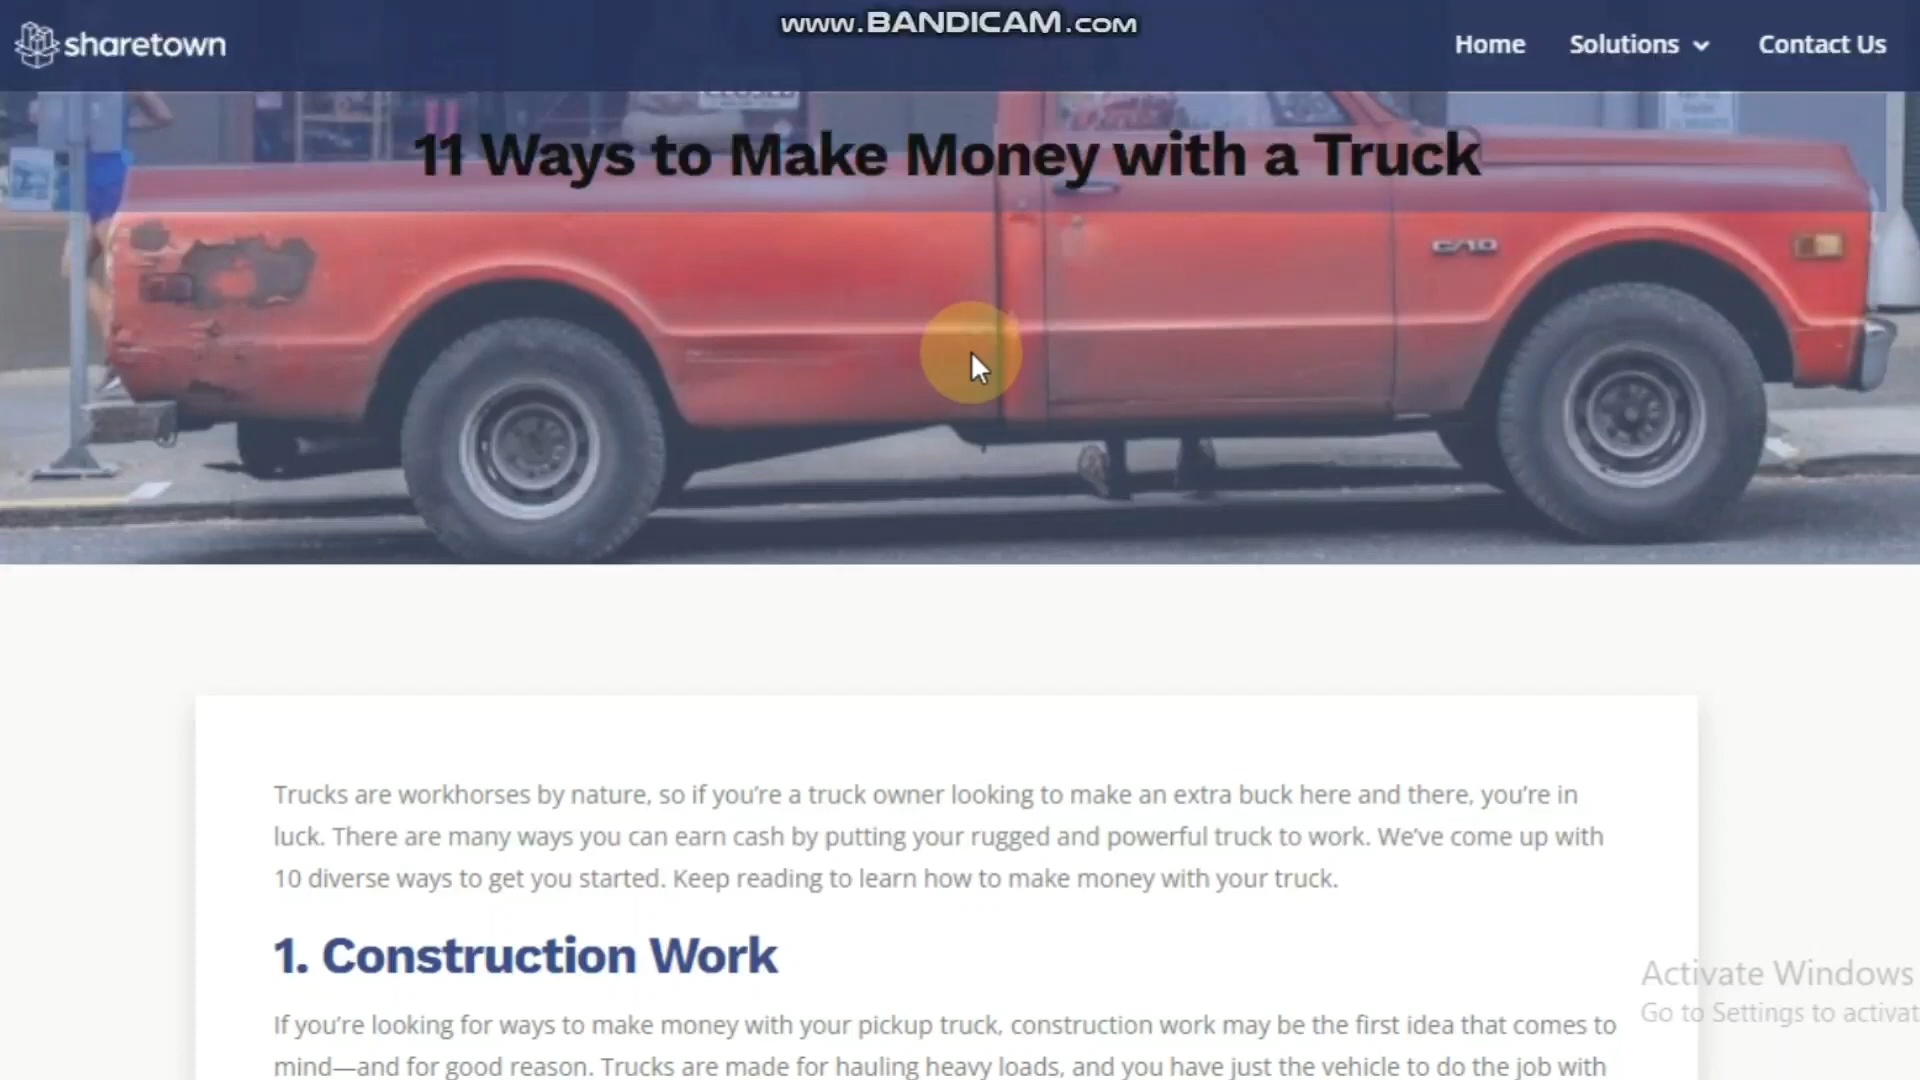 www.BANDICAM.com
sharetown
Home
Solutions
Contact Us
CLOSED
11 Ways to Make Money with a Truck
C/10
Trucks are workhorses by nature, so if you’re a truck owner looking to make an extra buck here and there, you’re in
luck. There are many ways you can earn cash by putting your rugged and powerful truck to work. We’ve come up with
10 diverse ways to get you started. Keep reading to learn how to make money with your truck.
1. Construction Work
If you’re looking for ways to make money with your pickup truck, construction work may be the first idea that comes to
mind—and for good reason. Trucks are made for hauling heavy loads, and you have just the vehicle to do the job with
Activate Windows
Go to Settings to activat